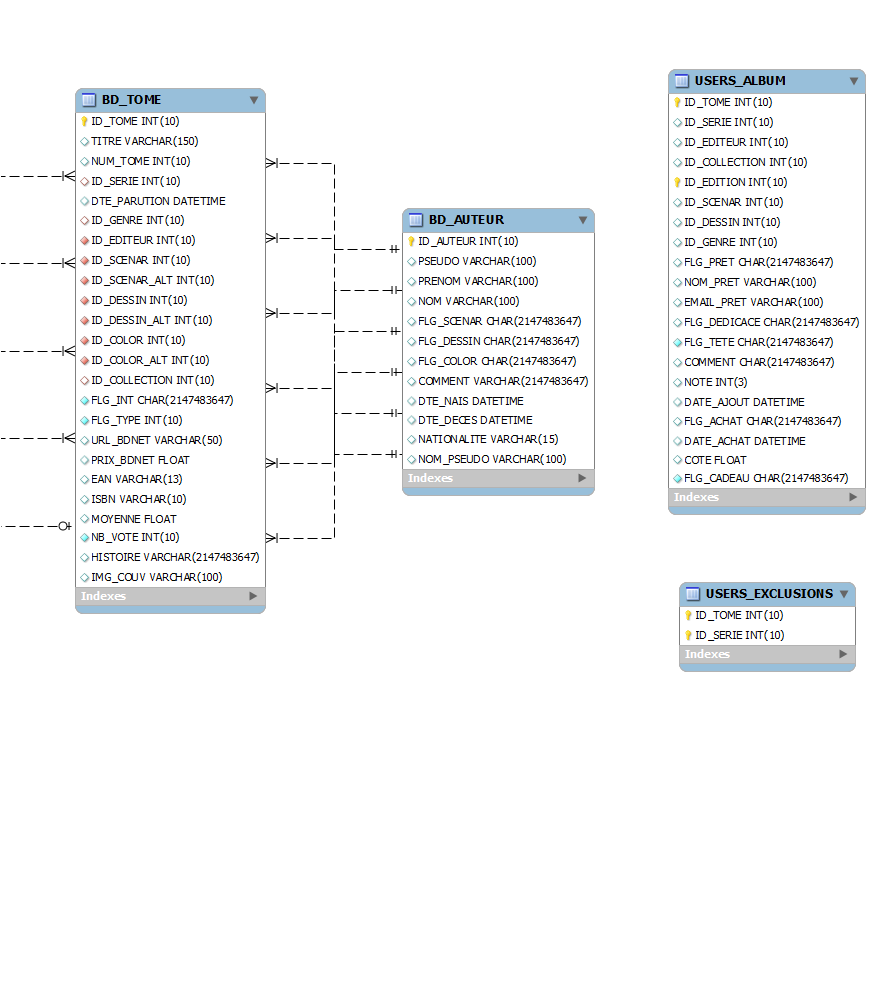 BD_TOME
ID_TOME INT(10)
TITRE VARCHAR(150)
NUM_TOME INT(10)
ID_SERIE INT(10)
DTE_PARUTION DATETIME
ID_GENRE INT(10)
ID_EDITEUR INT(10)
ID_SCENAR INT(10)
ID_SCENAR_ALT INT(10)
ID_DESSIN INT(10)
ID_DESSIN_ALT INT(10)
ID_COLOR INT(10)
ID_COLOR_ALT INT(10)
ID_COLLECTION INT(10)
FLG_INT CHAR(2147483647)
FLG_TYPE INT(10)
URL_BDNET VARCHAR(50)
PRIX_BDNET FLOAT
EAN VARCHAR(13)
ISBN VARCHAR(10)
MOYENNE FLOAT
NB_VOTE INT(10)
HISTOIRE VARCHAR(2147483647)
IMG_COUV VARCHAR(100)
Indexes
BD_AUTEUR
ID_AUTEUR INT(10)
PSEUDO VARCHAR(100)
PRENOM VARCHAR(100)
NOM VARCHAR(100)
FLG_SCENAR CHAR(2147483647)
FLG_DESSIN CHAR(2147483647)
FLG_COLOR CHAR(2147483647)
COMMENT VARCHAR(2147483647)
DTE_NAIS DATETIME
DTE_DECES DATETIME
NATIONALITE VARCHAR(15)
NOM_PSEUDO VARCHAR(100)
Indexes
USERS_ALBUM
ID_TOME INT(10)
ID_SERIE INT(10)
ID_EDITEUR INT(10)
ID_COLLECTION INT(10)
ID_EDITION INT(10)
ID_SCENAR INT(10)
ID_DESSIN INT(10)
ID_GENRE INT(10)
FLG_PRET CHAR(2147483647)
NOM_PRET VARCHAR(100)
EMAIL_PRET VARCHAR(100)
FLG_DEDICACE CHAR(2147483647)
FLG_TETE CHAR(2147483647)
COMMENT CHAR(2147483647)
NOTE INT(3)
DATE_AJOUT DATETIME
FLG_ACHAT CHAR(2147483647)
DATE_ACHAT DATETIME
COTE FLOAT
FLG_CADEAU CHAR(2147483647)
Indexes
USERS_EXCLUSIONS
ID_TOME INT(10)
ID_SERIE INT(10)
Indexes